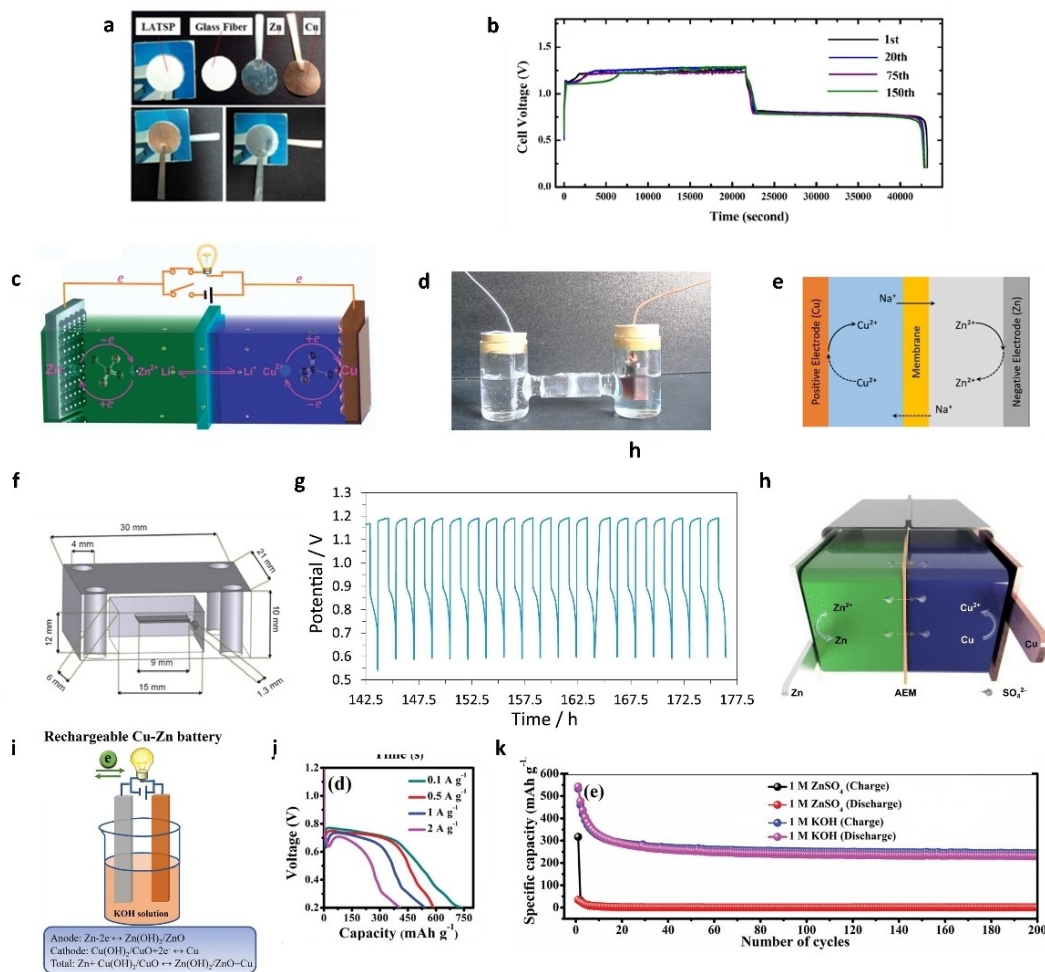 a
LATSP Glass Fiber Zn Cu
b
Cell Voltage (V)
1.5
1.0
0.5
0.0
1st
20th
75th
150th
0 5000 10000 15000 20000 25000 30000 35000 40000
Time (second)
c
e e
−e +e
Zn Zn²⁺ Li⁺ Li⁺ Cu²⁺ Cu
+e −e
d
h
e
Positive Electrode (Cu)
Cu²⁺
Cu²⁺
Membrane
Na⁺
Na⁺
Zn²⁺
Zn²⁺
Negative Electrode (Zn)
f
30 mm
4 mm
21 mm
10 mm
12 mm
6 mm
9 mm
15 mm
1.3 mm
g
Potential / V
1.3
1.2
1.1
1.0
0.9
0.8
0.7
0.6
0.5
142.5 147.5 152.5 157.5 162.5 167.5 172.5 177.5
Time / h
h
Zn²⁺
Zn
Cu²⁺
Cu
Cu
Zn
AEM
SO₄²⁻
i
Rechargeable Cu-Zn battery
e
KOH solution
Anode: Zn-2e↔ Zn(OH)₂/ZnO
Cathode: Cu(OH)₂/CuO+2e ↔ Cu
Total: Zn+ Cu(OH)₂/CuO ↔ Zn(OH)₂/ZnO+Cu
j
Time (s)
(d)
Voltage (V)
1.0
0.8
0.6
0.4
0.2
0.1 A g⁻¹
0.5 A g⁻¹
1 A g⁻¹
2 A g⁻¹
0 200 400 600 800
Capacity (mAh g⁻¹)
k
(e)
Specific capacity (mAh g⁻¹)
600
500
400
300
200
100
0
1 M ZnSO₄ (Charge)
1 M ZnSO₄ (Discharge)
1 M KOH (Charge)
1 M KOH (Discharge)
0 20 40 60 80 100 120 140 160 180 200
Number of cycles